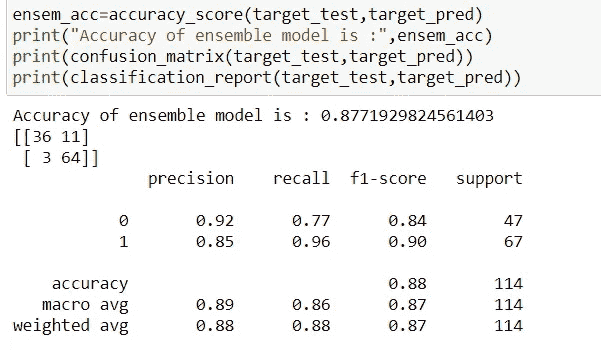 ensem_acc=accuracy_score(target_test,target_pred)
print("Accuracy of ensemble model is :",ensem_acc)
print(confusion_matrix(target_test,target_pred))
print(classification_report(target_test,target_pred))
Accuracy of ensemble model is : 0.8771929824561403
[[36 11]
 [ 3 64]]
              precision    recall  f1-score   support

           0       0.92      0.77      0.84        47
           1       0.85      0.96      0.90        67

    accuracy                           0.88       114
   macro avg       0.89      0.86      0.87       114
weighted avg       0.88      0.88      0.87       114